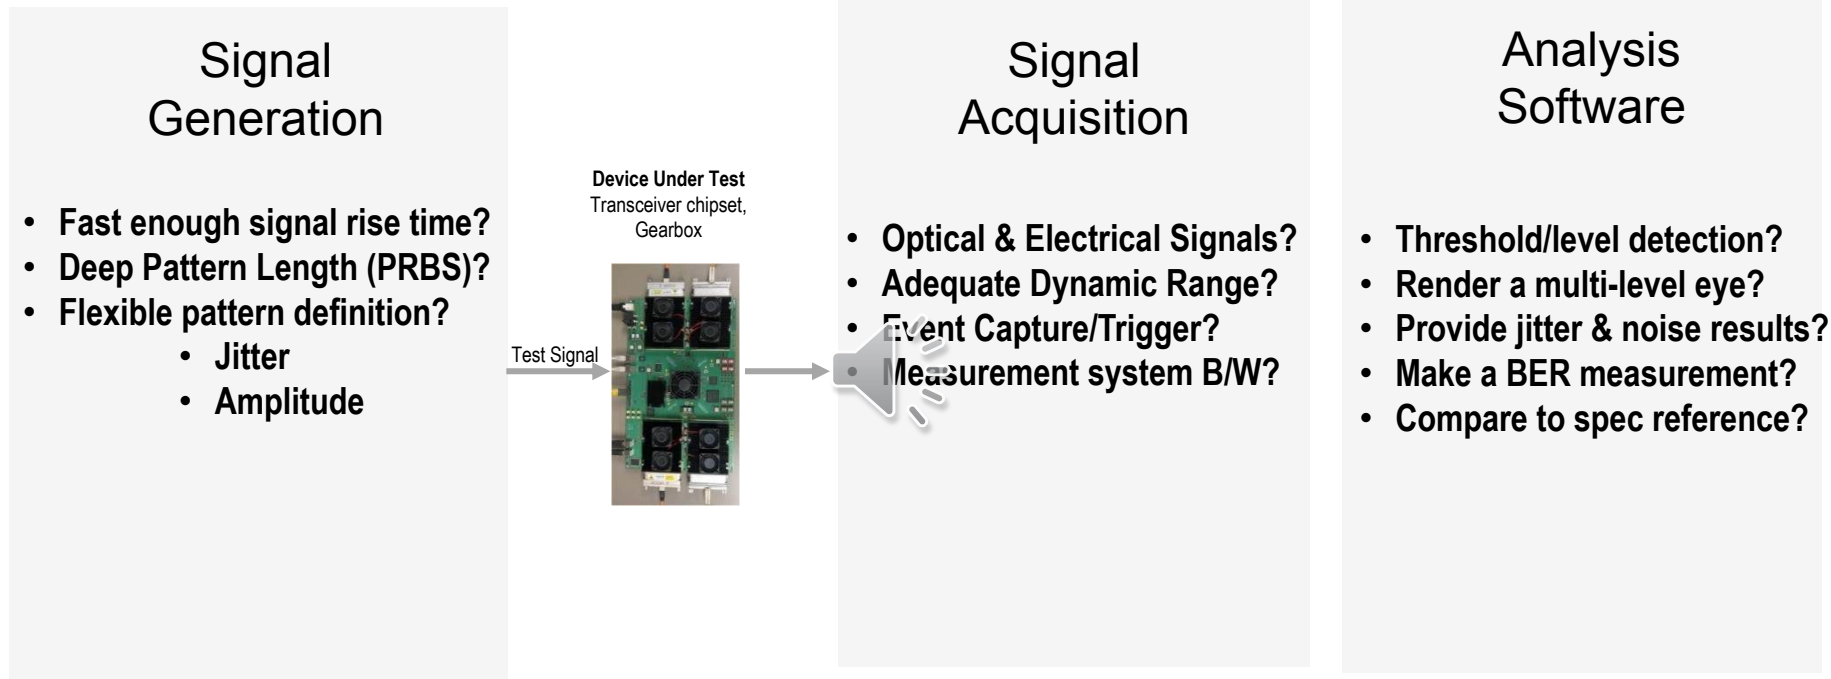 Signal
Generation
• Fast enough signal rise time?
• Deep Pattern Length (PRBS)?
• Flexible pattern definition?
• Jitter
• Amplitude
Test Signal
Device Under Test
Transceiver chipset,
Gearbox
Signal
Acquisition
• Optical & Electrical Signals?
• Adequate Dynamic Range?
• Event Capture/Trigger?
• Measurement system B/W?
Analysis
Software
• Threshold/level detection?
• Render a multi-level eye?
• Provide jitter & noise results?
• Make a BER measurement?
• Compare to spec reference?